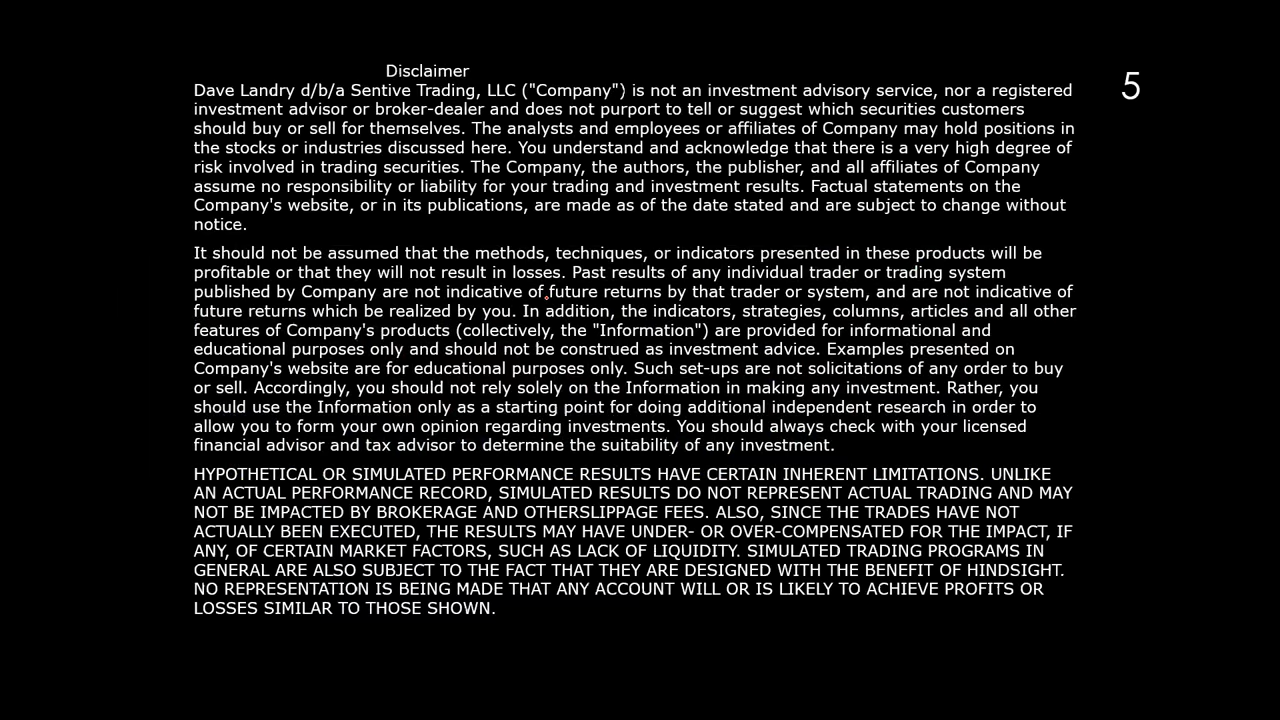 Disclaimer
Dave Landry d/b/a Sentive Trading, LLC ("Company") is not an investment advisory service, nor a registered
investment advisor or broker-dealer and does not purport to tell or suggest which securities customers
should buy or sell for themselves. The analysts and employees or affiliates of Company may hold positions in
the stocks or industries discussed here. You understand and acknowledge that there is a very high degree of
risk involved in trading securities. The Company, the authors, the publisher, and all affiliates of Company
assume no responsibility or liability for your trading and investment results. Factual statements on the
Company's website, or in its publications, are made as of the date stated and are subject to change without
notice.
5
It should not be assumed that the methods, techniques, or indicators presented in these products will be
profitable or that they will not result in losses. Past results of any individual trader or trading system
published by Company are not indicative of future returns by that trader or system, and are not indicative of
future returns which be realized by you. In addition, the indicators, strategies, columns, articles and all other
features of Company's products (collectively, the "Information") are provided for informational and
educational purposes only and should not be construed as investment advice. Examples presented on
Company's website are for educational purposes only. Such set-ups are not solicitations of any order to buy
or sell. Accordingly, you should not rely solely on the Information in making any investment. Rather, you
should use the Information only as a starting point for doing additional independent research in order to
allow you to form your own opinion regarding investments. You should always check with your licensed
financial advisor and tax advisor to determine the suitability of any investment.
HYPOTHETICAL OR SIMULATED PERFORMANCE RESULTS HAVE CERTAIN INHERENT LIMITATIONS. UNLIKE
AN ACTUAL PERFORMANCE RECORD, SIMULATED RESULTS DO NOT REPRESENT ACTUAL TRADING AND MAY
NOT BE IMPACTED BY BROKERAGE AND OTHERSLIPPAGE FEES. ALSO, SINCE THE TRADES HAVE NOT
ACTUALLY BEEN EXECUTED, THE RESULTS MAY HAVE UNDER- OR OVER-COMPENSATED FOR THE IMPACT, IF
ANY, OF CERTAIN MARKET FACTORS, SUCH AS LACK OF LIQUIDITY. SIMULATED TRADING PROGRAMS IN
GENERAL ARE ALSO SUBJECT TO THE FACT THAT THEY ARE DESIGNED WITH THE BENEFIT OF HINDSIGHT.
NO REPRESENTATION IS BEING MADE THAT ANY ACCOUNT WILL OR IS LIKELY TO ACHIEVE PROFITS OR
LOSSES SIMILAR TO THOSE SHOWN.